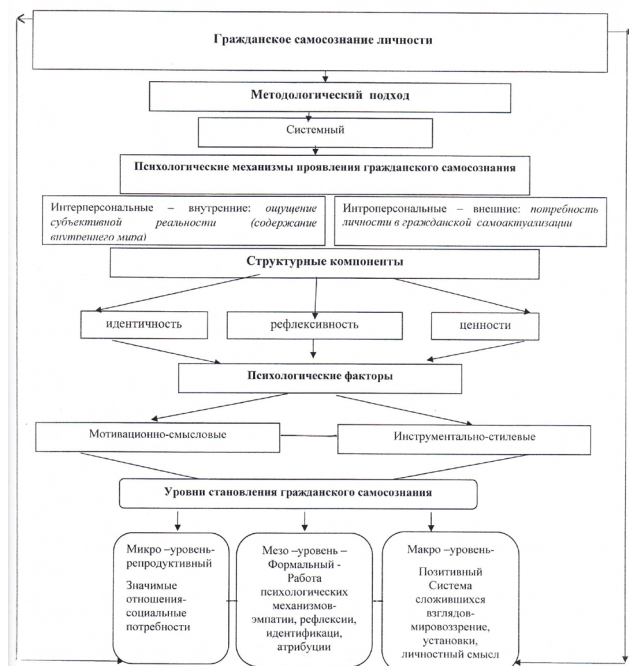 Гражданское самосознание личности
Методологический подход
Системный
Психологические механизмы проявления гражданского самосознания
Интерперсональные – внутренние: ощущение
субъективной реальности (содержание
внутреннего мира)
Интроперсональные – внешние: потребность
личности в гражданской самоактуализации
Структурные компоненты
идентичность
рефлексивность
ценности
Психологические факторы
Мотивационно-смысловые
Инструментально-стилевые
Уровни становления гражданского самосознания
Микро –уровень-
репродуктивный
Значимые
отношения-
социальные
потребности
Мезо –уровень –
Формальный -
Работа
психологических
механизмов-
эмпатии, рефлексии,
идентификаци,
атрибуции
Макро –уровень-
Позитивный
Система
сложившихся
взглядов-
мировоззрение,
установки,
личностный смысл